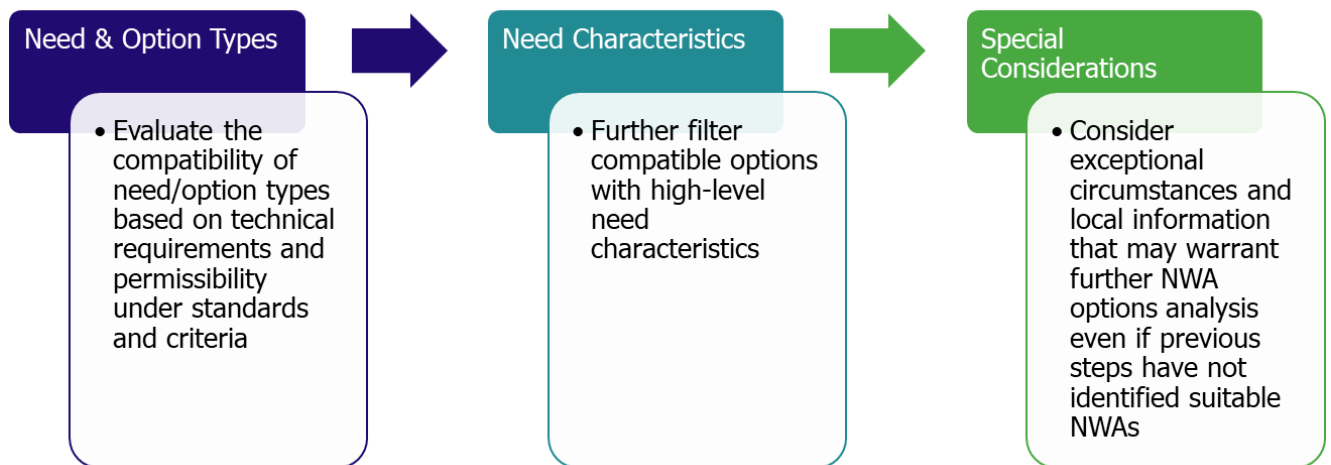 Need & Option Types
• Evaluate the
compatibility of
need/option types
based on technical
requirements and
permissibility
under standards
and criteria
Need Characteristics
• Further filter
compatible options
with high-level
need
characteristics
Special
Considerations
• Consider
exceptional
circumstances and
local information
that may warrant
further NWA
options analysis
even if previous
steps have not
identified suitable
NWAs